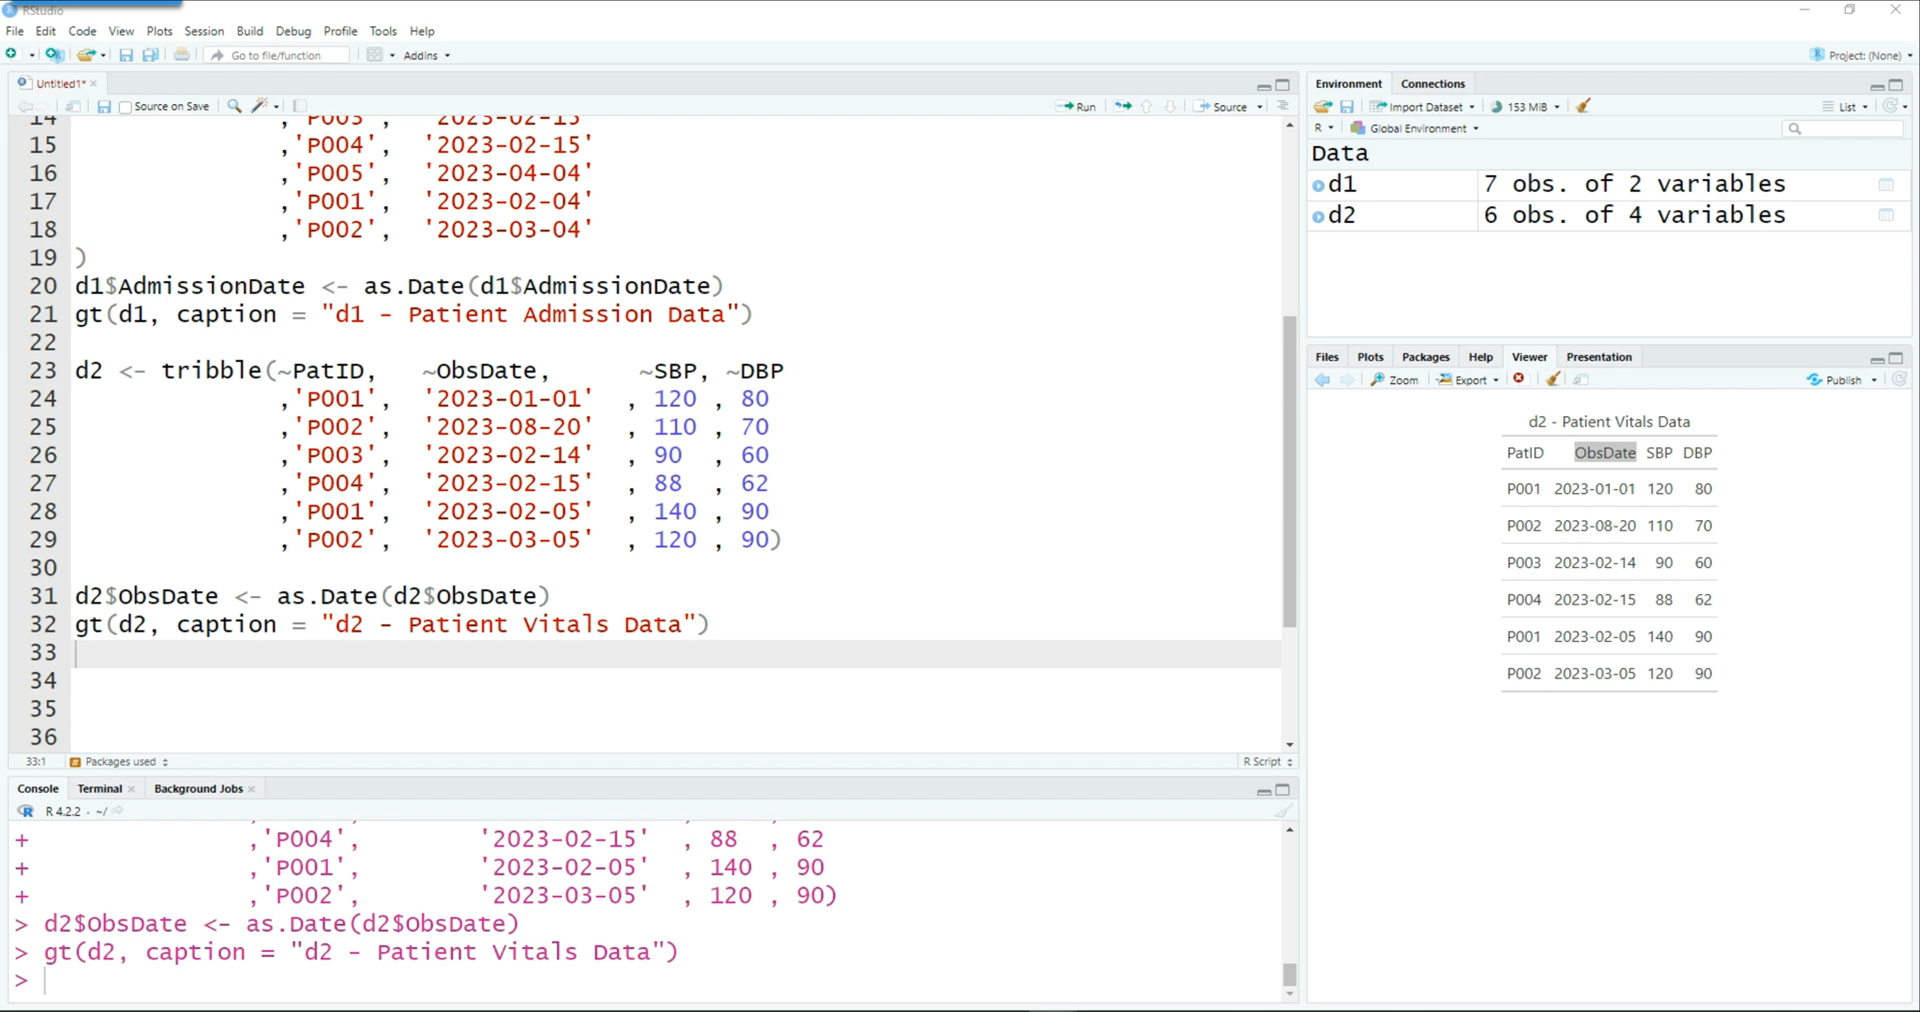 RStudio
File Edit Code View Plots Session Build Debug Profile Tools Help
Go to file/function Addins Project: (None)
Untitled1*
Source on Save Run Source
14 ,'P003', '2023-02-15'
15 ,'P004', '2023-02-15'
16 ,'P005', '2023-04-04'
17 ,'P001', '2023-02-04'
18 ,'P002', '2023-03-04'
19 )
20 d1$AdmissionDate <- as.Date(d1$AdmissionDate)
21 gt(d1, caption = "d1 - Patient Admission Data")
22
23 d2 <- tribble(~PatID, ~ObsDate, ~SBP, ~DBP
24 ,'P001', '2023-01-01' , 120 , 80
25 ,'P002', '2023-08-20' , 110 , 70
26 ,'P003', '2023-02-14' , 90 , 60
27 ,'P004', '2023-02-15' , 88 , 62
28 ,'P001', '2023-02-05' , 140 , 90
29 ,'P002', '2023-03-05' , 120 , 90)
30
31 d2$ObsDate <- as.Date(d2$ObsDate)
32 gt(d2, caption = "d2 - Patient Vitals Data")
33
34
35
36
33:1 Packages used R Script
Console Terminal Background Jobs
R 4.2.2 . ~/
+ ,'P004', '2023-02-15' , 88 , 62
+ ,'P001', '2023-02-05' , 140 , 90
+ ,'P002', '2023-03-05' , 120 , 90)
> d2$ObsDate <- as.Date(d2$ObsDate)
> gt(d2, caption = "d2 - Patient Vitals Data")
>
Environment Connections
Import Dataset 153 MiB List
R Global Environment
Data
d1 7 obs. of 2 variables
d2 6 obs. of 4 variables
Files Plots Packages Help Viewer Presentation
Zoom Export Publish
d2 - Patient Vitals Data
PatID ObsDate SBP DBP
P001 2023-01-01 120 80
P002 2023-08-20 110 70
P003 2023-02-14 90 60
P004 2023-02-15 88 62
P001 2023-02-05 140 90
P002 2023-03-05 120 90